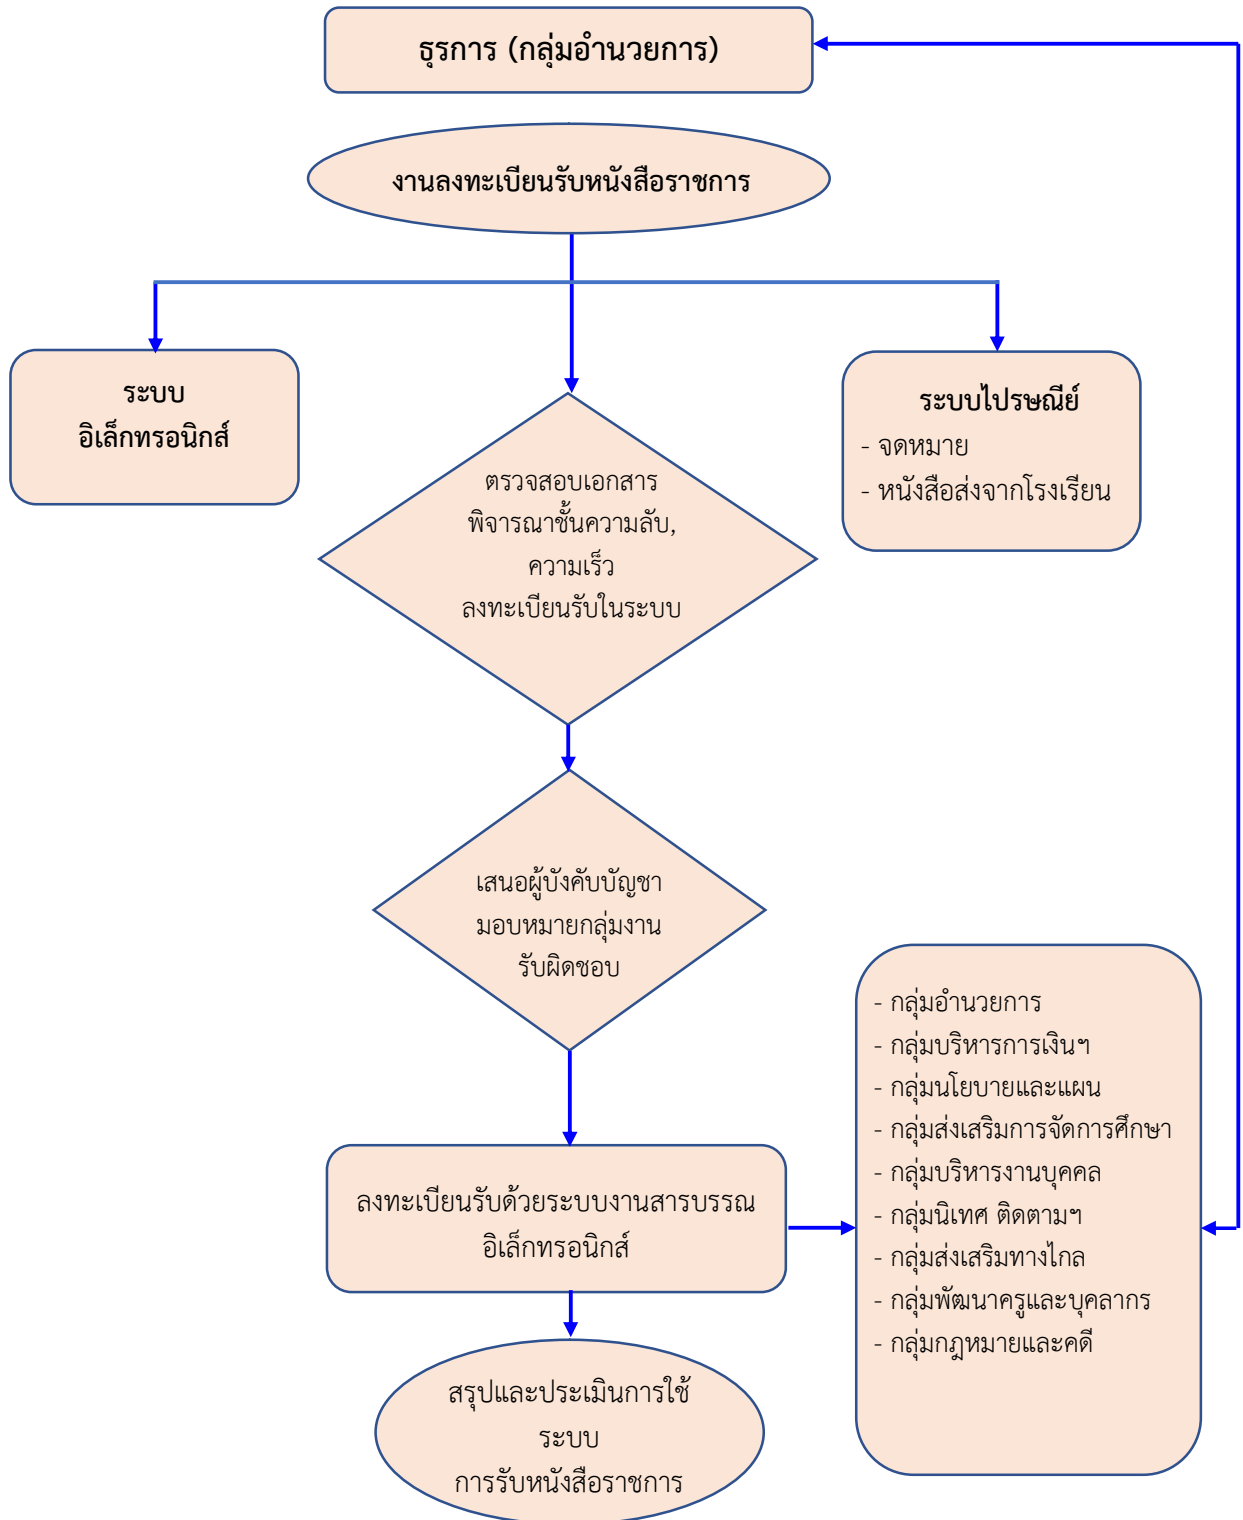 ธุรการ (กลุ่มอำนวยการ)
งานลงทะเบียนรับหนังสือราชการ
ระบบ
อิเล็กทรอนิกส์
ระบบไปรษณีย์
- จดหมาย
- หนังสือส่งจากโรงเรียน
ตรวจสอบเอกสาร
พิจารณาชั้นความลับ,
ความเร็ว
ลงทะเบียนรับในระบบ
เสนอผู้บังคับบัญชา
มอบหมายกลุ่มงาน
รับผิดชอบ
ลงทะเบียนรับด้วยระบบงานสารบรรณ
อิเล็กทรอนิกส์
- กลุ่มอำนวยการ
- กลุ่มบริหารการเงินฯ
- กลุ่มนโยบายและแผน
- กลุ่มส่งเสริมการจัดการศึกษา
- กลุ่มบริหารงานบุคคล
- กลุ่มนิเทศ ติดตามฯ
- กลุ่มส่งเสริมทางไกล
- กลุ่มพัฒนาครูและบุคลากร
- กลุ่มกฎหมายและคดี
สรุปและประเมินการใช้
ระบบ
การรับหนังสือราชการ